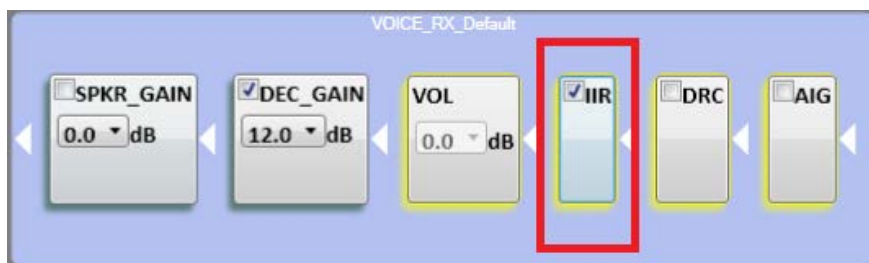 VOICE_RX_Default
SPKR_GAIN
0.0 dB
DEC_GAIN
12.0 dB
VOL
0.0 dB
IIR
DRC
AIG